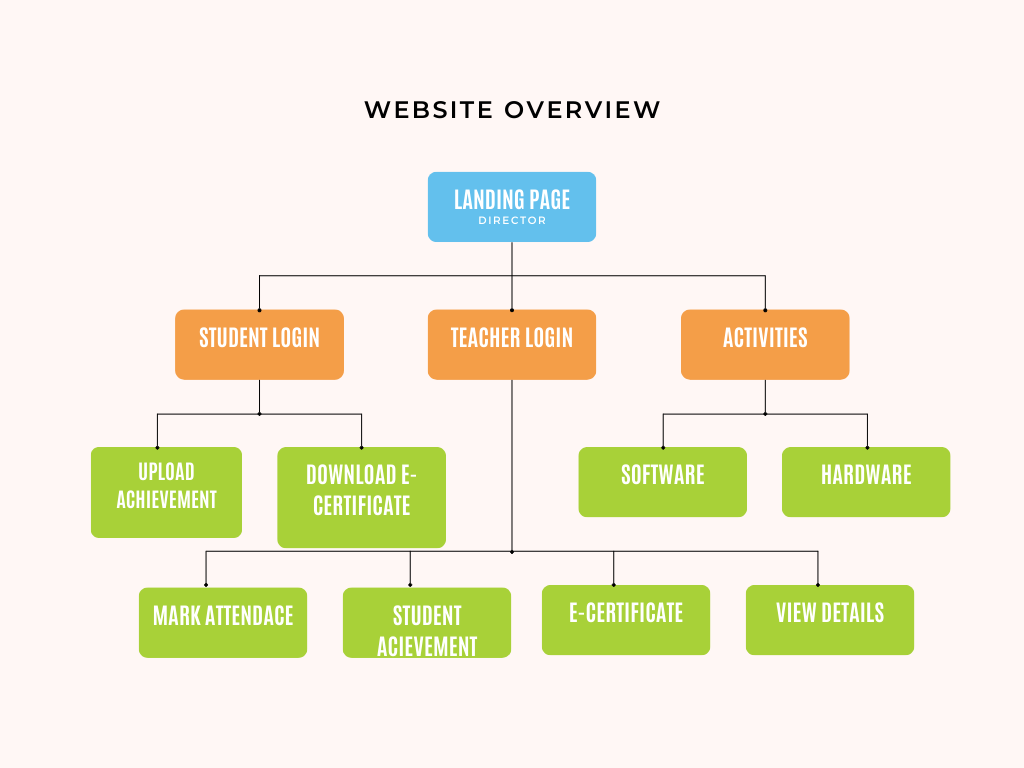 WEBSITE OVERVIEW
LANDING PAGE
DIRECTOR
STUDENT LOGIN
TEACHER LOGIN
ACTIVITIES
UPLOAD
ACHIEVEMENT
DOWNLOAD E-
CERTIFICATE
SOFTWARE
HARDWARE
MARK ATTENDACE
STUDENT
ACIEVEMENT
E-CERTIFICATE
VIEW DETAILS